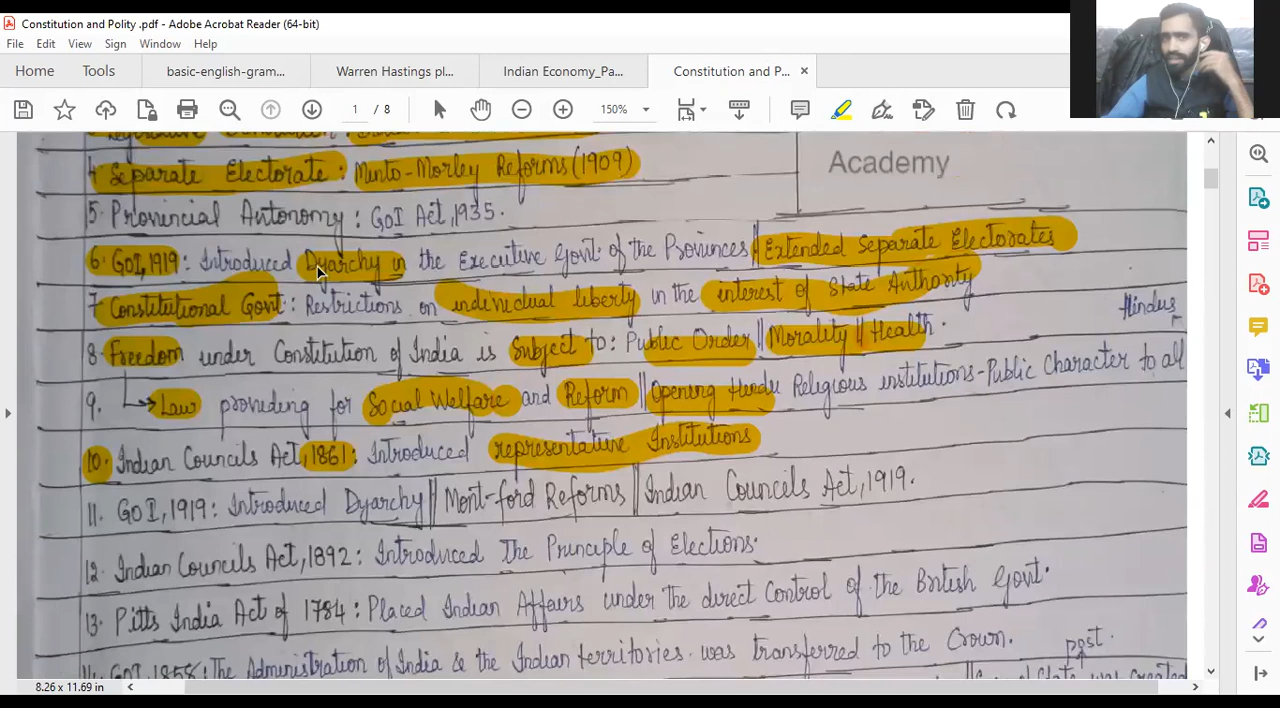 Constitution and Polity .pdf - Adobe Acrobat Reader (64-bit)
File Edit View Sign Window Help
Home Tools basic-english-gram... Warren Hastings pl... Indian Economy_Pa... Constitution and P... ×
1 / 8 150%
4. Separate Electorate : Minto-Morley Reforms (1909)
Academy
5. Provincial Autonomy : GoI Act, 1935.
6. GoI, 1919 : Introduced Dyarchy in the Executive Govt. of the Provinces || Extended Separate Electorates
7. Constitutional Govt : Restrictions on individual liberty in the interest of State Authority
Hindus
8. Freedom under Constitution of India is Subject to : Public Order || Morality || Health.
9. → Law providing for Social Welfare and Reform || Opening Hindu Religious institutions - Public Character to all
10. Indian Councils Act, 1861 : Introduced representative Institutions
11. GoI, 1919 : Introduced Dyarchy || Mont-ford Reforms || Indian Councils Act, 1919.
12. Indian Councils Act, 1892 : Introduced the Principle of Elections.
13. Pitts India Act of 1784 : Placed Indian Affairs under the direct Control of the British Govt.
post
14. GoI, 1858 : The Administration of India & the Indian territories was transferred to the Crown.
State was created
8.26 x 11.69 in